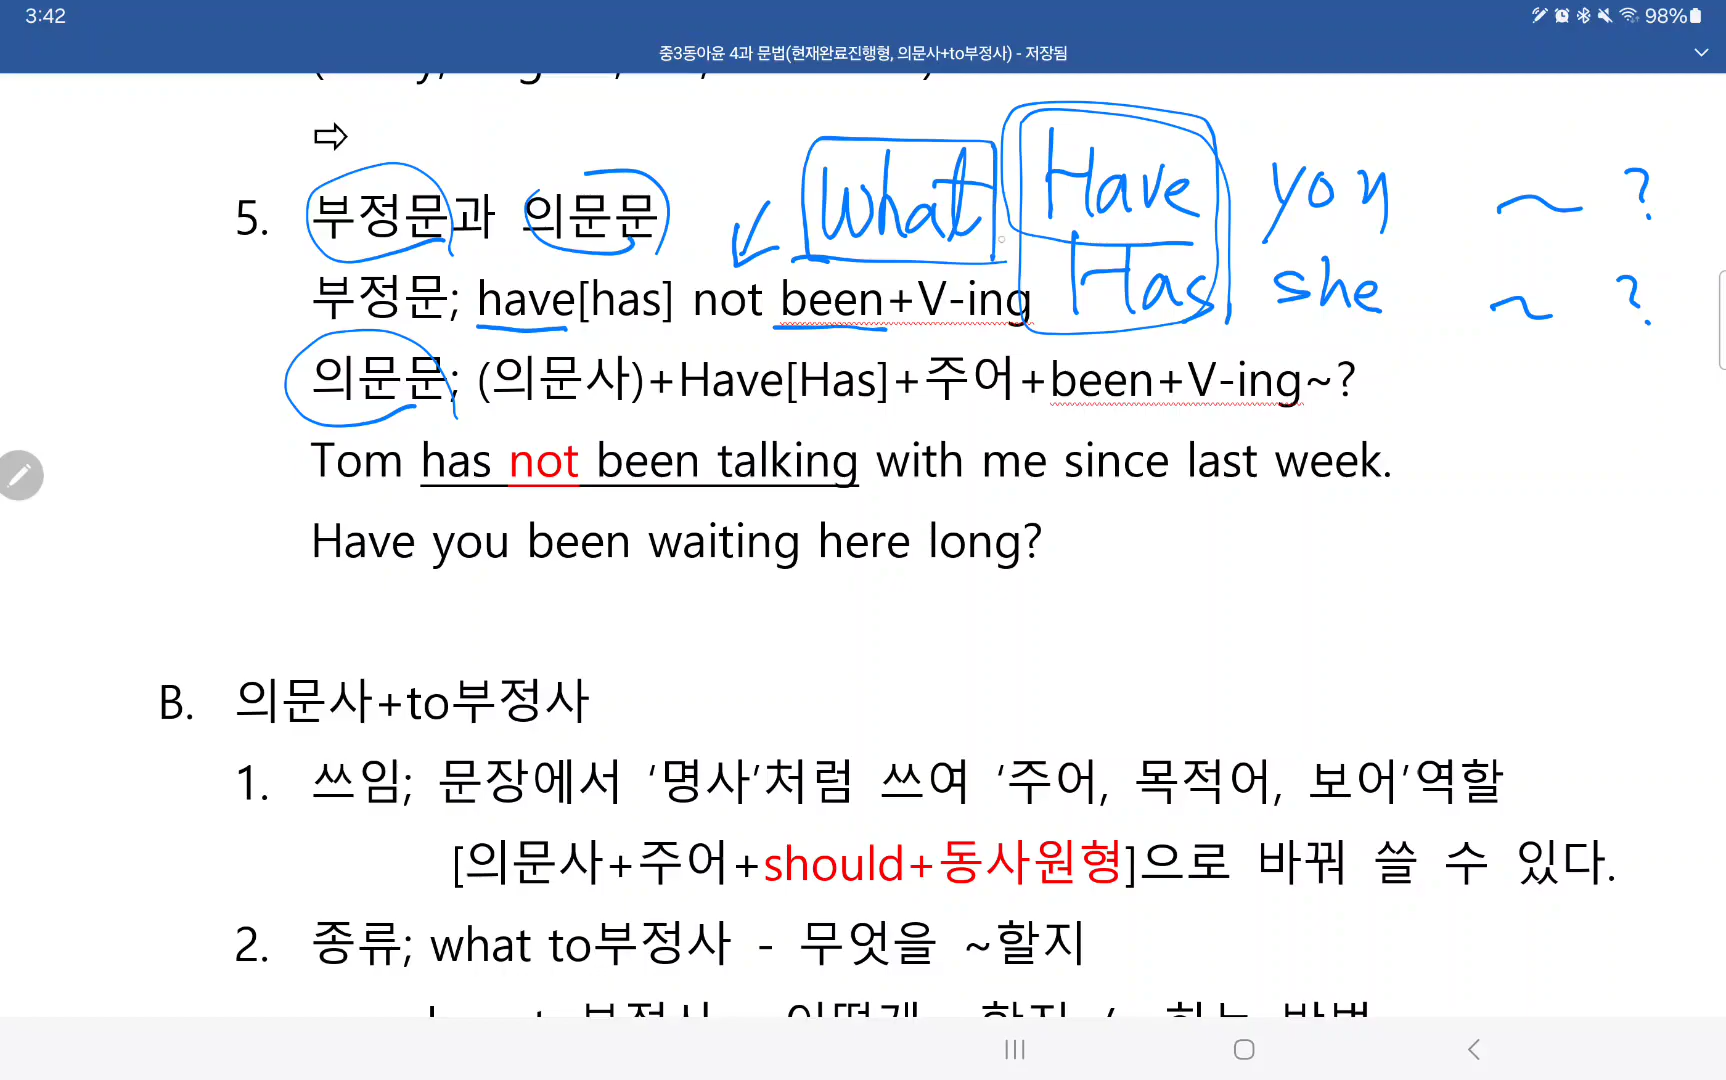 3:42
98%
중3동아윤 4과 문법(현재완료진행형, 의문사+to부정사) - 저장됨
⇨
What Have you ~ ?
Has she ~ ?
5. 부정문과 의문문
부정문; have[has] not been+V-ing
의문문; (의문사)+Have[Has]+주어+been+V-ing~?
Tom has not been talking with me since last week.
Have you been waiting here long?
B. 의문사+to부정사
1. 쓰임; 문장에서 ‘명사’처럼 쓰여 ‘주어, 목적어, 보어’역할
[의문사+주어+should+동사원형]으로 바꿔 쓸 수 있다.
2. 종류; what to부정사 - 무엇을 ~할지